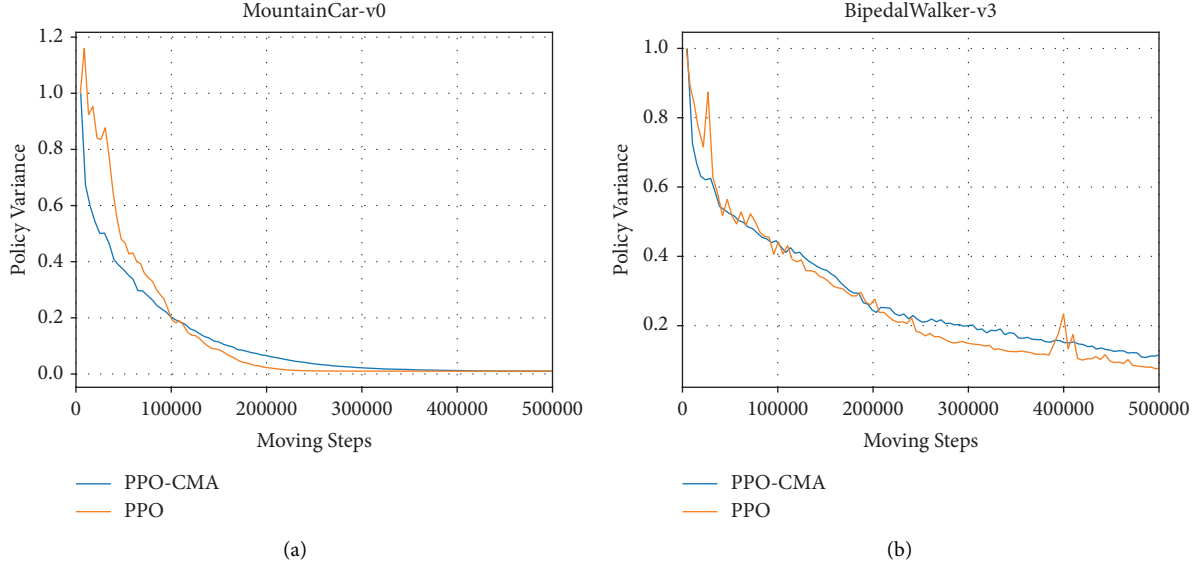 MountainCar-v0
1.2
1.0
0.8
0.6
0.4
0.2
0.0
Policy Variance
0 100000 200000 300000 400000 500000
Moving Steps
PPO-CMA
PPO
(a)
BipedalWalker-v3
1.0
0.8
0.6
0.4
0.2
Policy Variance
0 100000 200000 300000 400000 500000
Moving Steps
PPO-CMA
PPO
(b)